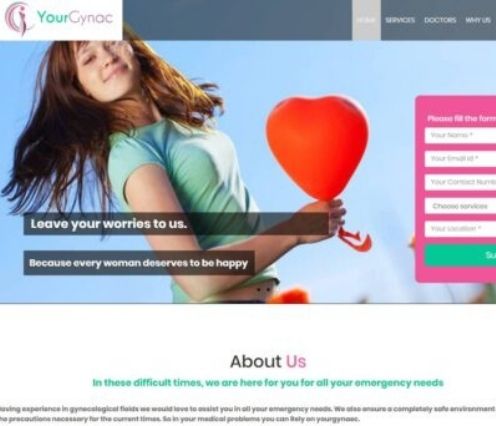 YourGynac
HOME SERVICES DOCTORS WHY US
Please fill the form
Your Name *
Your Email id *
Your Contact Numb
Choose services
Your Location *
Su
Leave your worries to us.
Because every woman deserves to be happy
About Us
In these difficult times, we are here for you for all your emergency needs
aving experience in gynecological fields we would love to assist you in all your emergency needs. We also ensure a completely safe environment
the precautions necessary for the current times. So in your medical problems you can Rely on yourgynaec.